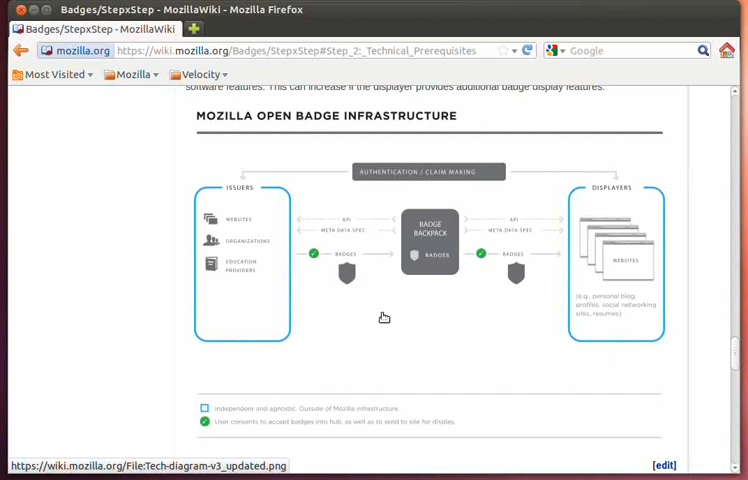 Badges/StepxStep - MozillaWiki - Mozilla Firefox
Badges/StepxStep - MozillaWiki
mozilla.org https://wiki.mozilla.org/Badges/StepxStep#Step_2:_Technical_Prerequisites
Google
Most Visited Mozilla Velocity
software features. This can increase if the displayer provides additional badge display features.
MOZILLA OPEN BADGE INFRASTRUCTURE
AUTHENTICATION / CLAIM MAKING
ISSUERS
WEBSITES
ORGANIZATIONS
EDUCATION
PROVIDERS
API
META DATA SPEC
BADGES
BADGE
BACKPACK
BADGES
API
META DATA SPEC
BADGES
DISPLAYERS
WEBSITES
(e.g., personal blog,
profiles, social networking
sites, resumes)
independent and agnostic. Outside of Mozilla infrastructure.
User consents to accept badges into hub, as well as to send to site for display.
[edit]
https://wiki.mozilla.org/File:Tech-diagram-v3_updated.png